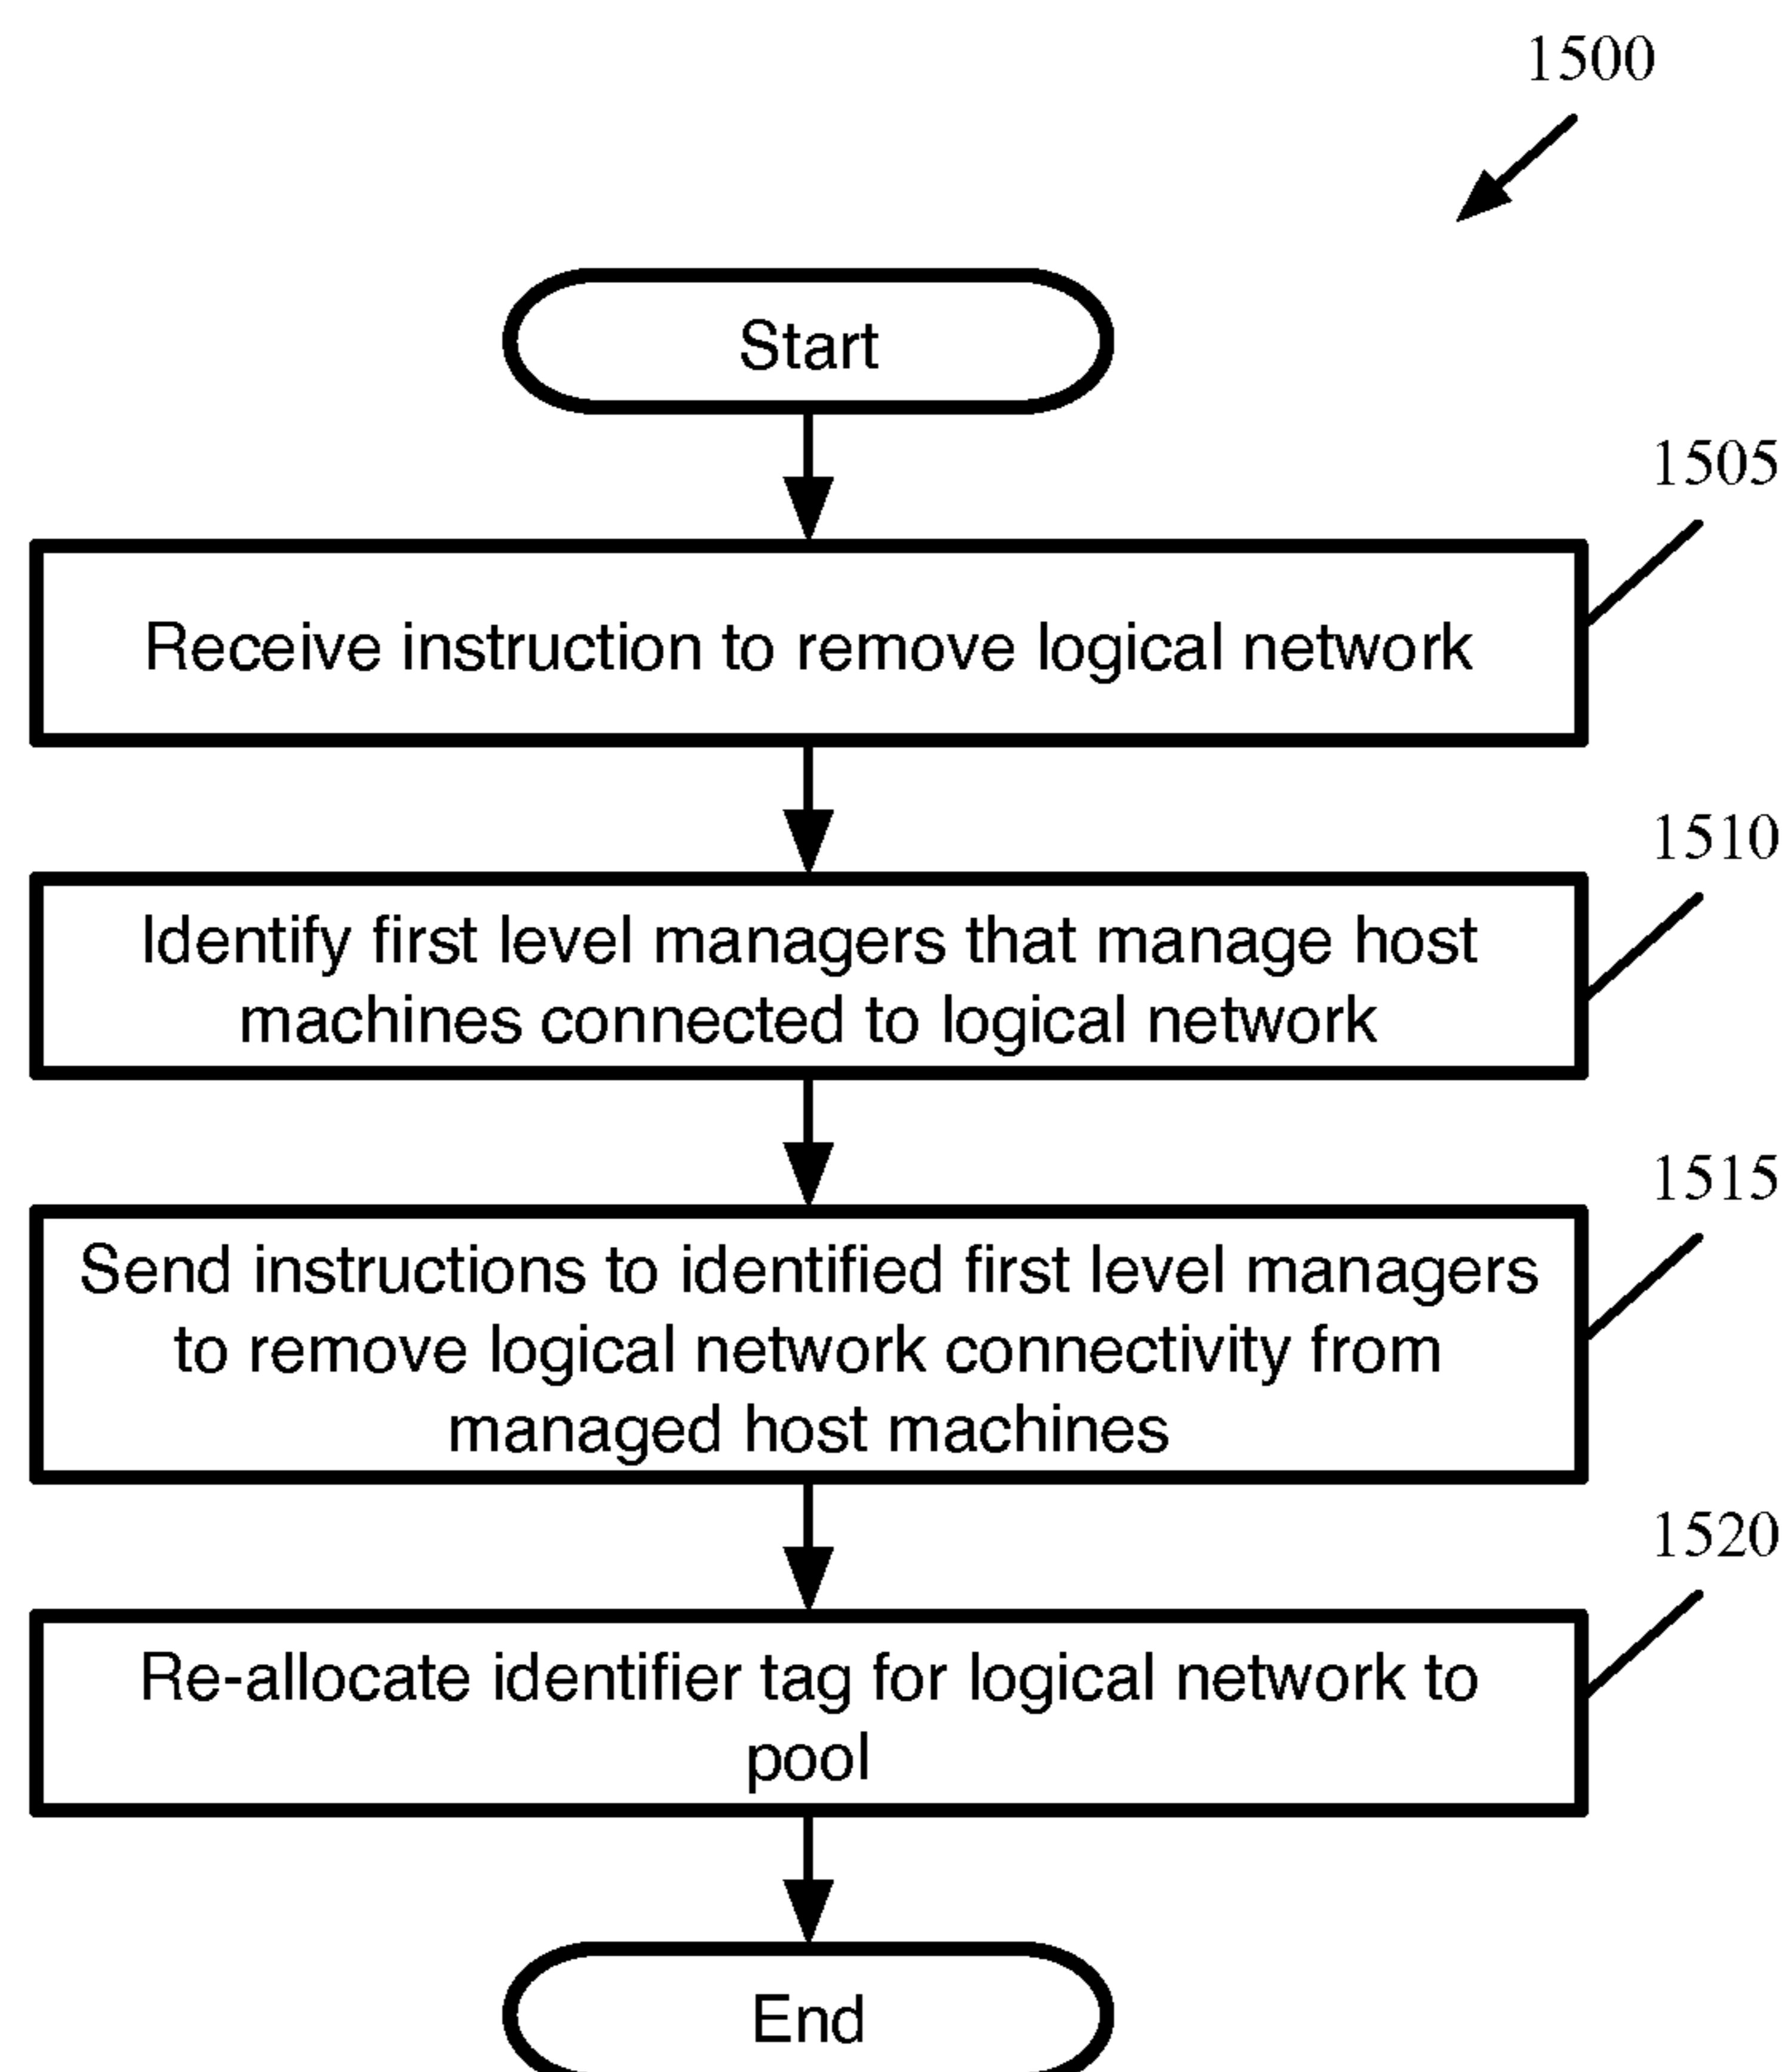 1500
Start
1505
Receive instruction to remove logical network
1510
Identify first level managers that manage host
machines connected to logical network
1515
Send instructions to identified first level managers
to remove logical network connectivity from
managed host machines
1520
Re-allocate identifier tag for logical network to
pool
End